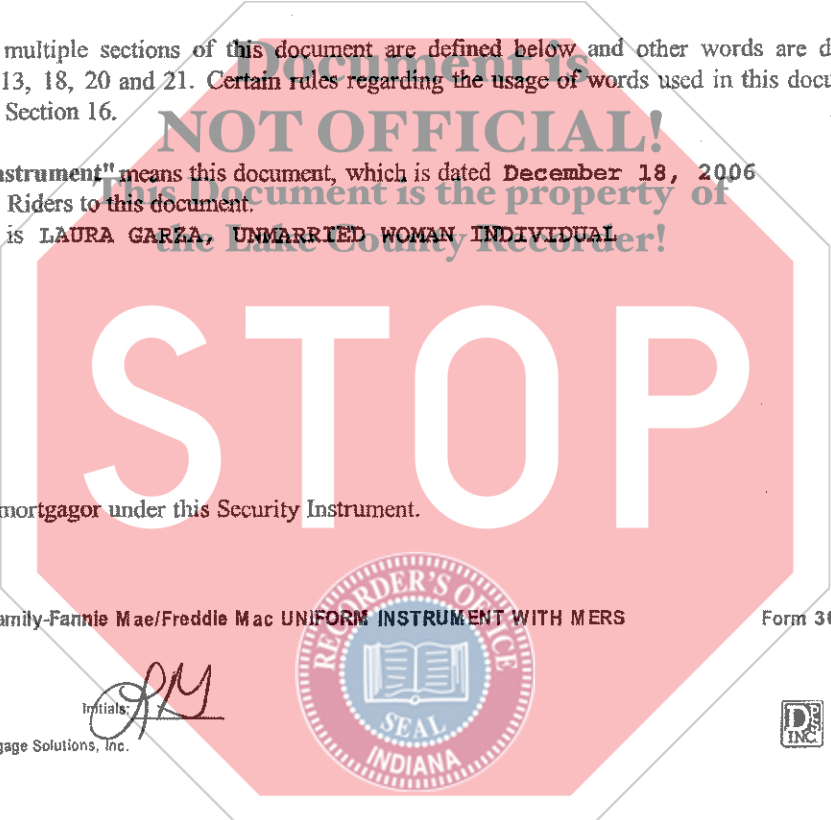 multiple sections of this document are defined below and other words are d
Document is
13, 18, 20 and 21. Certain rules regarding the usage of words used in this docu
Section 16.
NOT OFFICIAL!
nstrument" means this document, which is dated December 18, 2006
This Document is the property of
Riders to this document.
is LAURA GARZA, UNMARRIED WOMAN INDIVIDUAL
the Lake County Recorder!
STOP
mortgagor under this Security Instrument.
amily-Fannie Mae/Freddie Mac UNIFORM INSTRUMENT WITH MERS Form 30
RECORDER'S OFFICE
SEAL
INDIANA
Initials:
gage Solutions, Inc.
INC